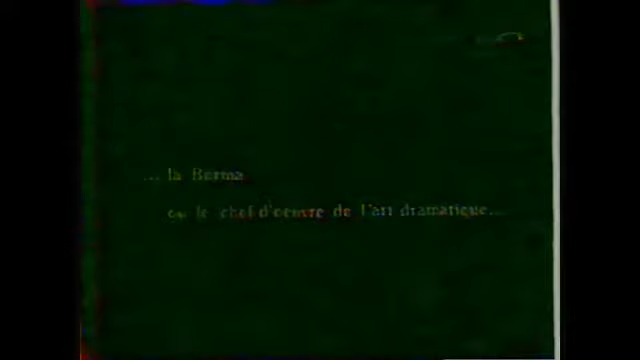 ... la Berma
ou le chef d'oeuvre de l'art dramatique...